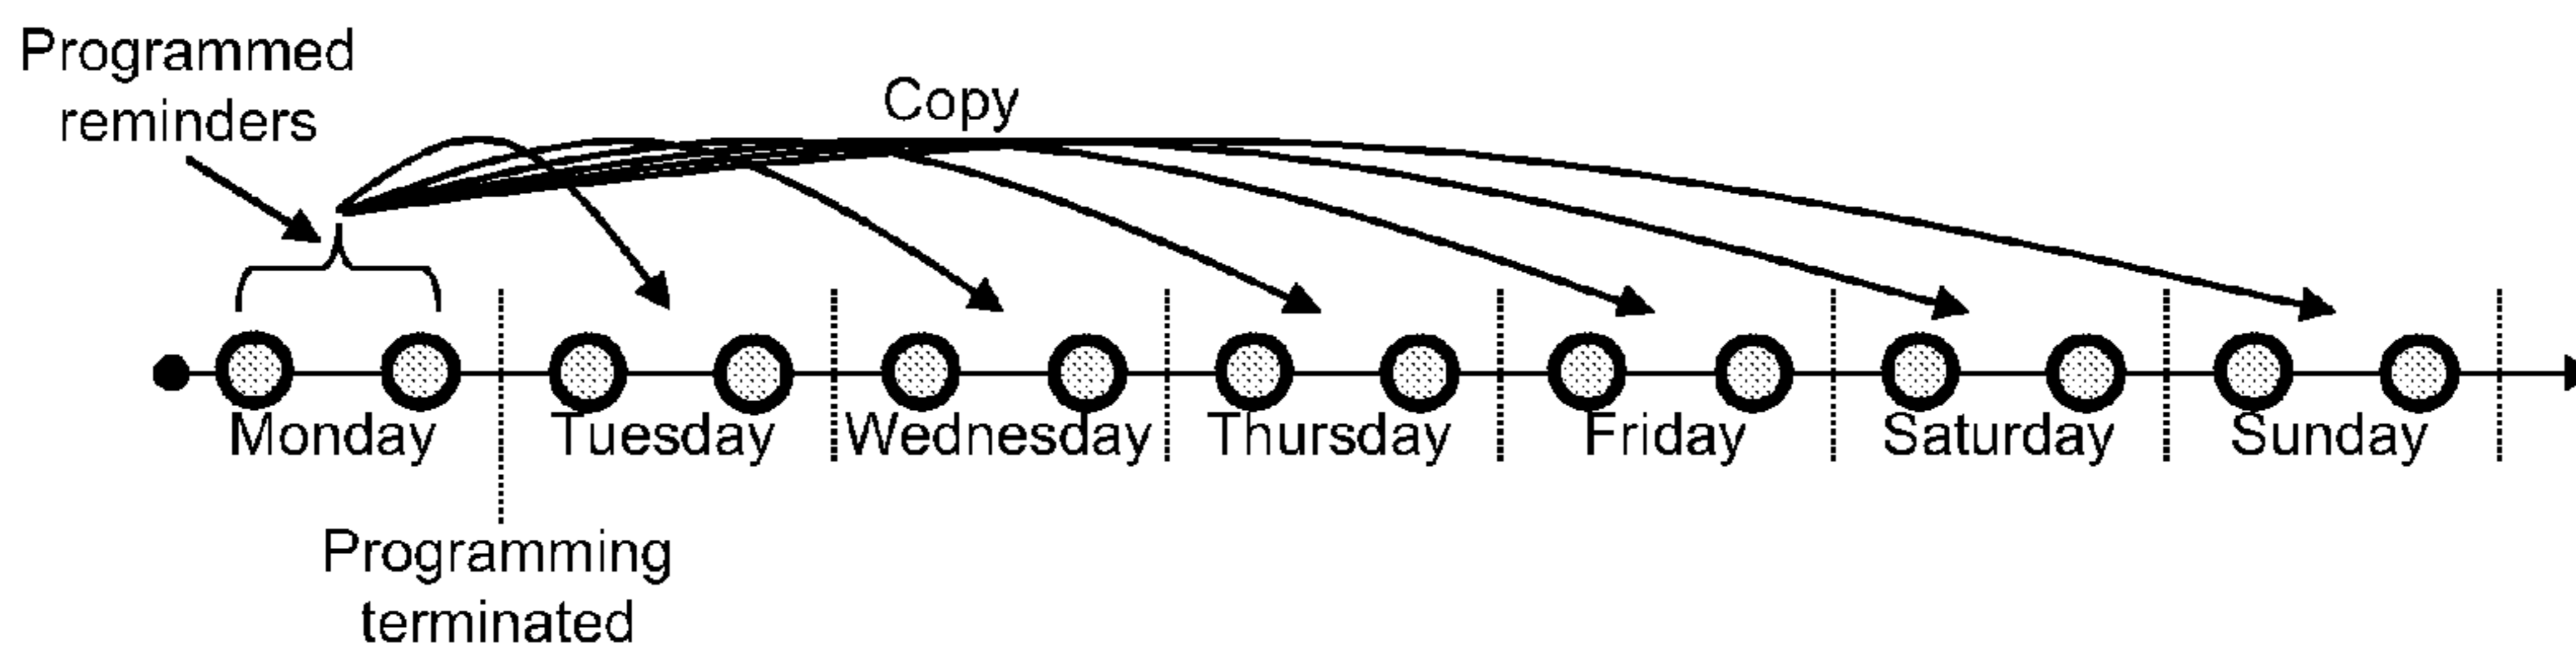 Programmed
reminders
Copy
Monday
Tuesday
Wednesday
Thursday
Friday
Saturday
Sunday
Programming
terminated